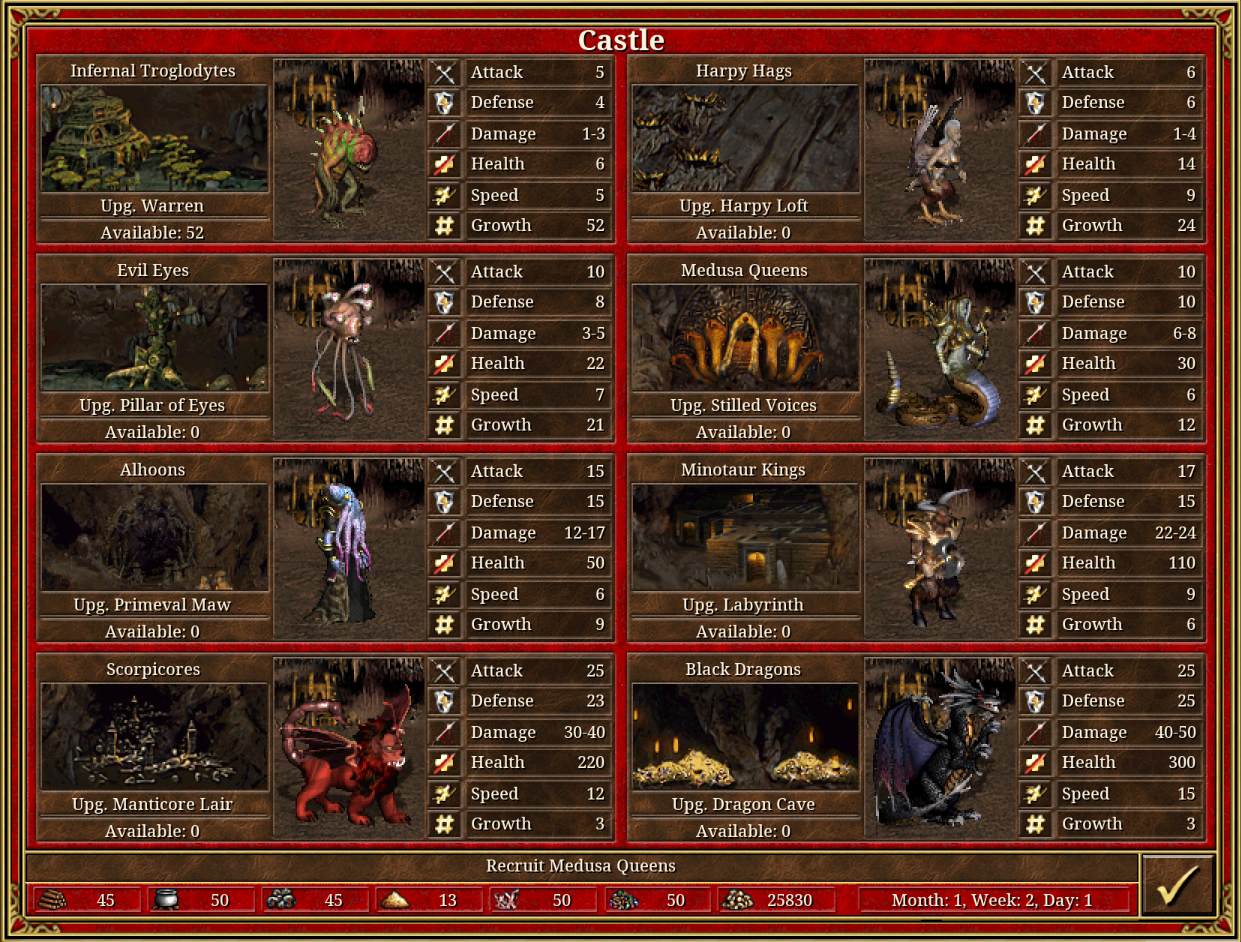 Castle
Infernal Troglodytes
Attack 5
Defense 4
Damage 1-3
Health 6
Speed 5
Growth 52
Upg. Warren
Available: 52
Harpy Hags
Attack 6
Defense 6
Damage 1-4
Health 14
Speed 9
Growth 24
Upg. Harpy Loft
Available: 0
Evil Eyes
Attack 10
Defense 8
Damage 3-5
Health 22
Speed 7
Growth 21
Upg. Pillar of Eyes
Available: 0
Medusa Queens
Attack 10
Defense 10
Damage 6-8
Health 30
Speed 6
Growth 12
Upg. Stilled Voices
Available: 0
Alhoons
Attack 15
Defense 15
Damage 12-17
Health 50
Speed 6
Growth 9
Upg. Primeval Maw
Available: 0
Minotaur Kings
Attack 17
Defense 15
Damage 22-24
Health 110
Speed 9
Growth 6
Upg. Labyrinth
Available: 0
Scorpicores
Attack 25
Defense 23
Damage 30-40
Health 220
Speed 12
Growth 3
Upg. Manticore Lair
Available: 0
Black Dragons
Attack 25
Defense 25
Damage 40-50
Health 300
Speed 15
Growth 3
Upg. Dragon Cave
Available: 0
Recruit Medusa Queens
45 50 45 13 50 50 25830 Month: 1, Week: 2, Day: 1